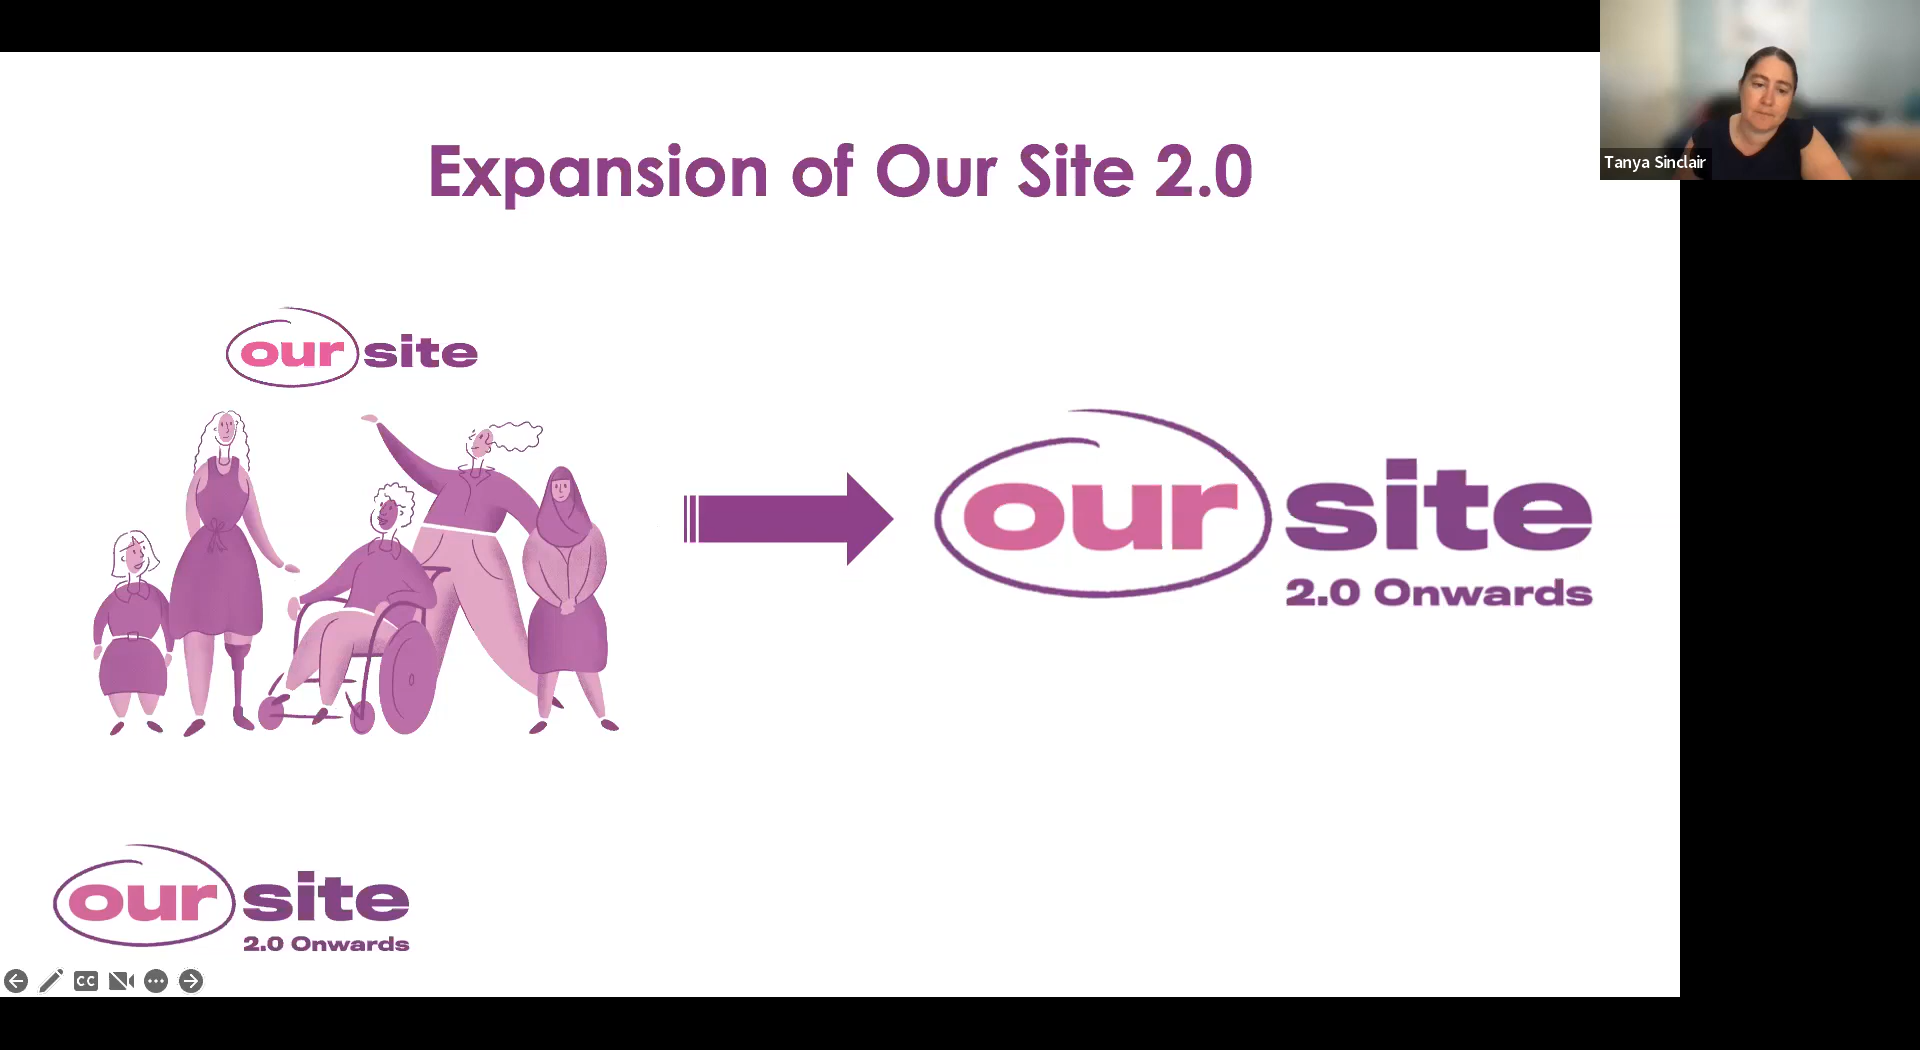 Expansion of Our Site 2.0
Tanya Sinclair
our site
our site
2.0 Onwards
our site
2.0 Onwards
CC